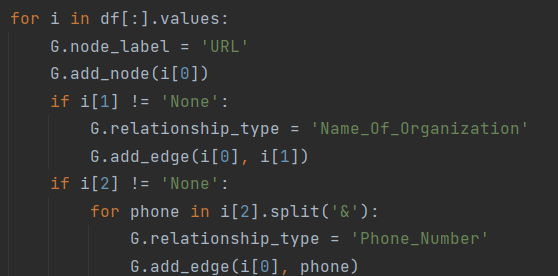 for i in df[:].values:
    G.node_label = 'URL'
    G.add_node(i[0])
    if i[1] != 'None':
        G.relationship_type = 'Name_Of_Organization'
        G.add_edge(i[0], i[1])
    if i[2] != 'None':
        for phone in i[2].split('&'):
            G.relationship_type = 'Phone_Number'
            G.add_edge(i[0], phone)